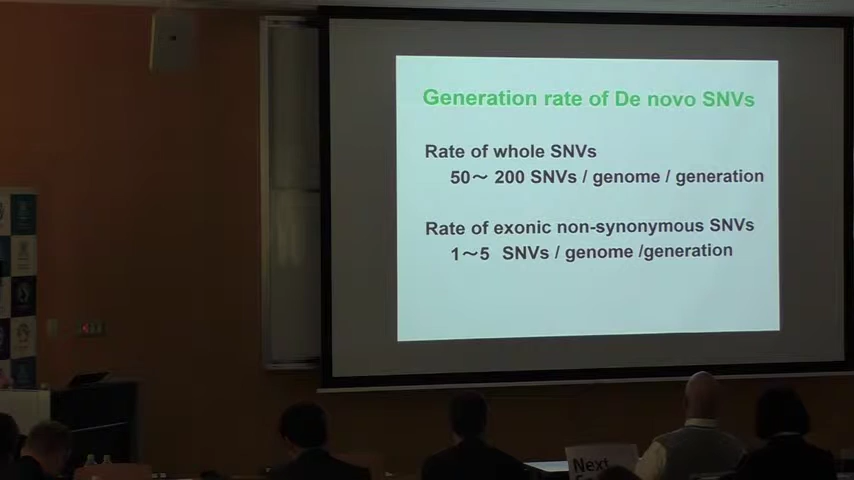 Generation rate of De novo SNVs
Rate of whole SNVs
50～ 200 SNVs / genome / generation
Rate of exonic non-synonymous SNVs
1～5 SNVs / genome /generation
Next